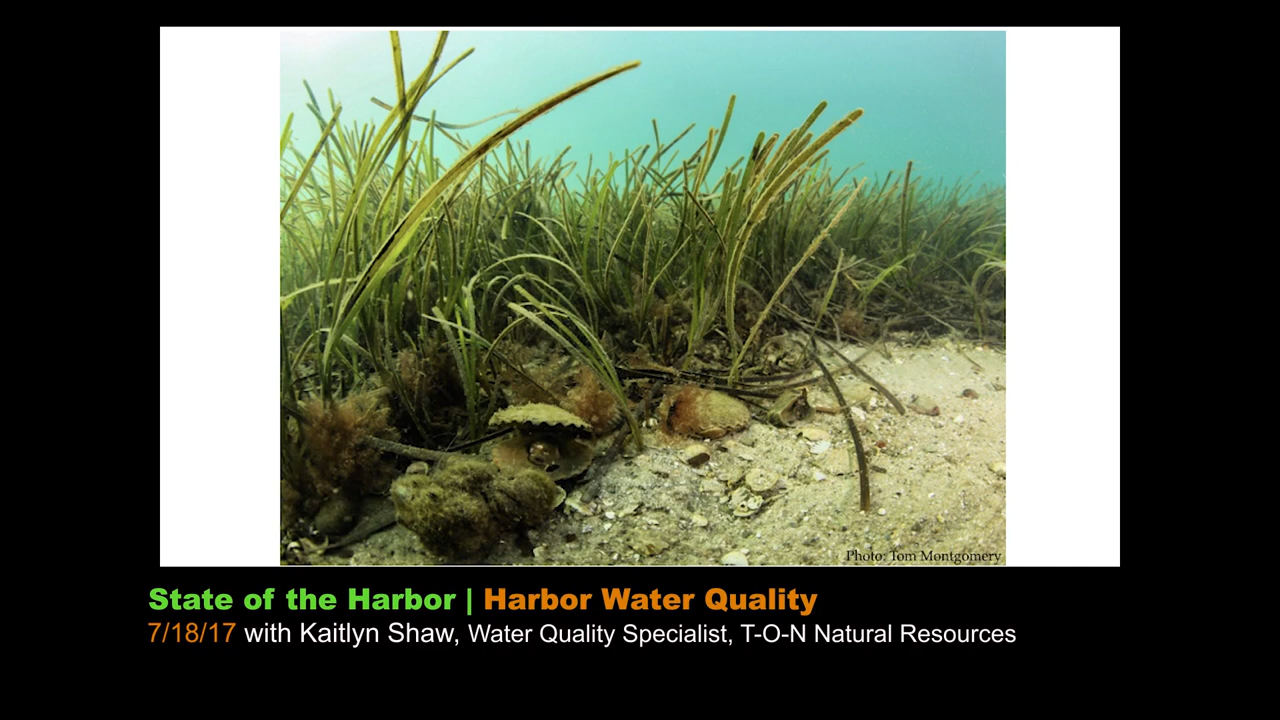 Photo: Tom Montgomery
State of the Harbor | Harbor Water Quality
7/18/17 with Kaitlyn Shaw, Water Quality Specialist, T-O-N Natural Resources